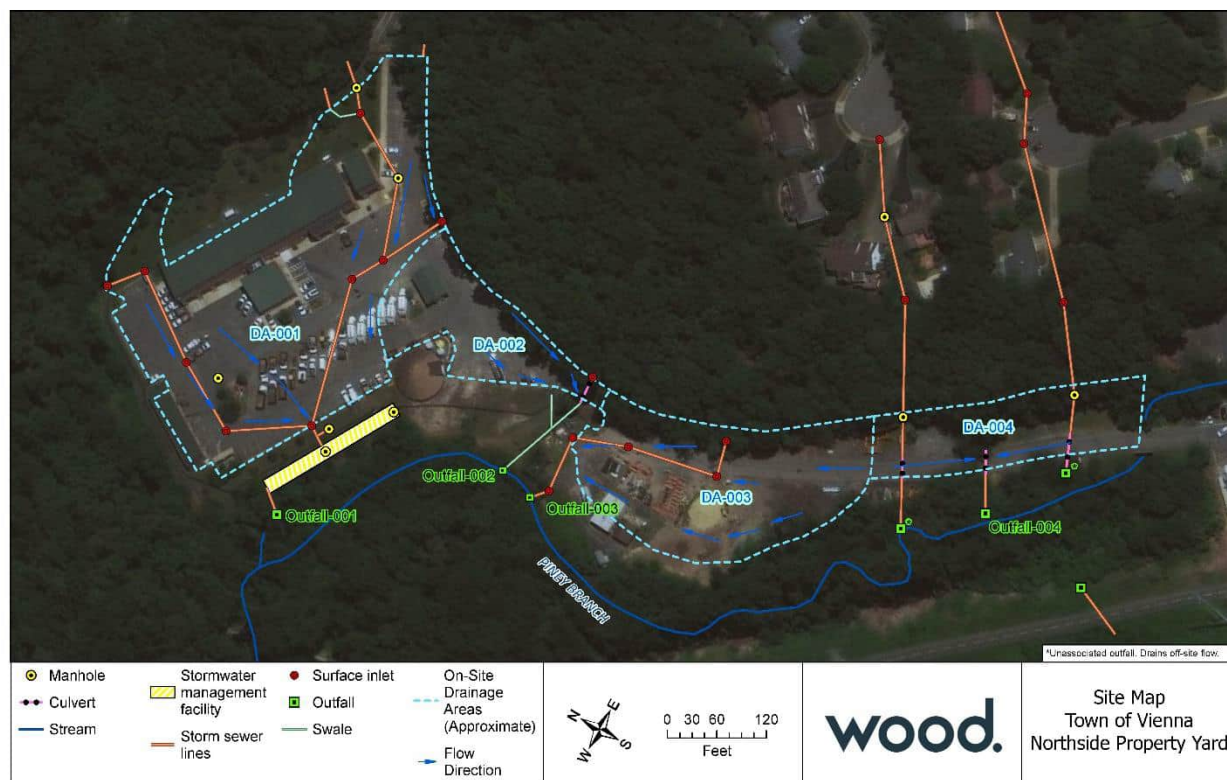 DA-001
DA-002
DA-003
DA-004
Outfall-001
Outfall-002
Outfall-003
*
Outfall-004
*
PINEY BRANCH
*Unassociated outfall. Drains off-site flow.
Manhole
Culvert
Stream
Stormwater
management
facility
Storm sewer
lines
Surface inlet
Outfall
Swale
On-Site
Drainage
Areas
(Approximate)
Flow
Direction
N
E
W
S
0 30 60 120
Feet
wood.
Site Map
Town of Vienna
Northside Property Yard